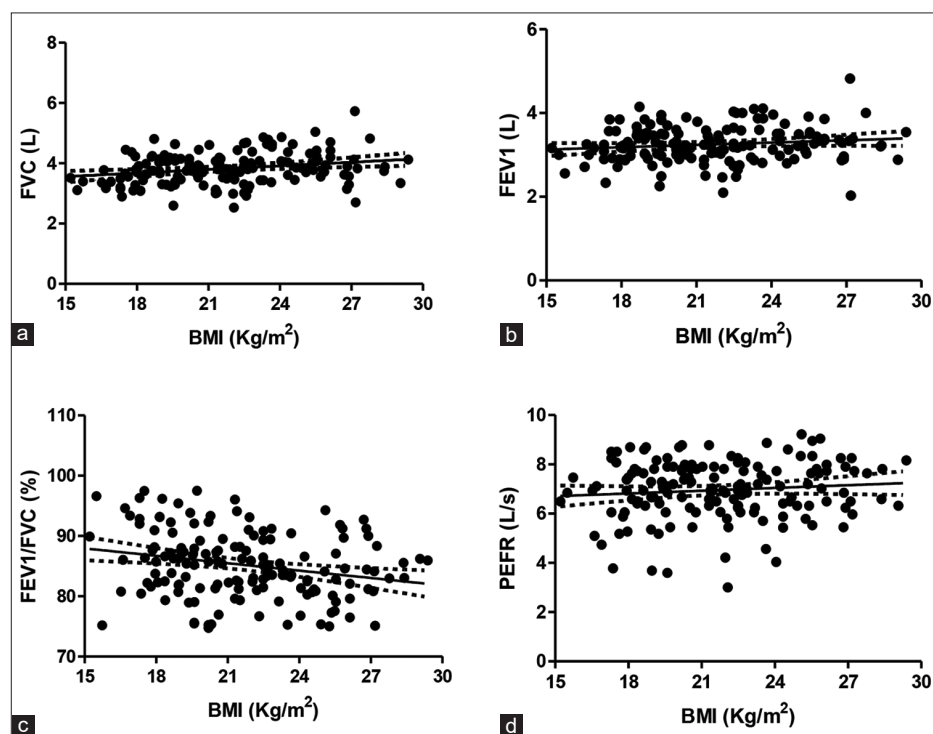 8
6
4
2
0
15 18 21 24 27 30
FVC (L)
BMI (Kg/m²)
a
6
4
2
0
15 18 21 24 27 30
FEV1 (L)
BMI (Kg/m²)
b
110
100
90
80
70
15 18 21 24 27 30
FEV1/FVC (%)
BMI (Kg/m²)
c
10
8
6
4
2
0
15 18 21 24 27 30
PEFR (L/s)
BMI (Kg/m²)
d